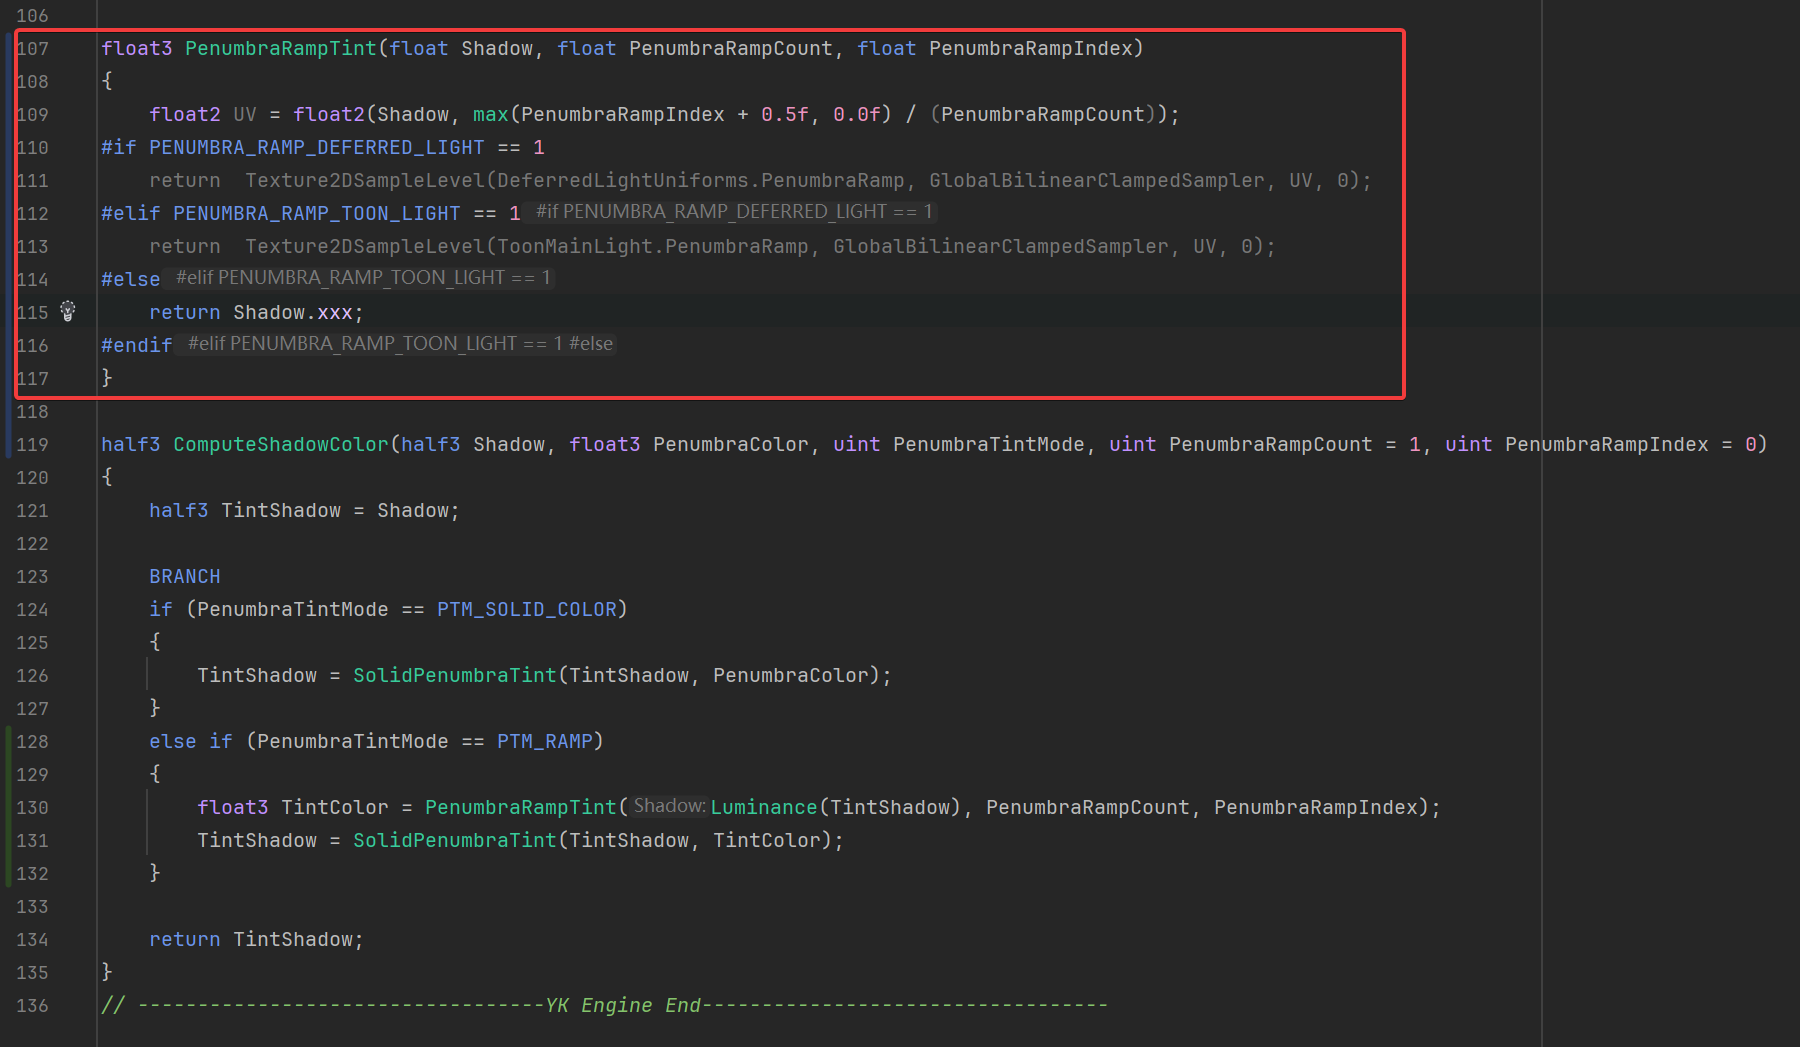 106
107 float3 PenumbraRampTint(float Shadow, float PenumbraRampCount, float PenumbraRampIndex)
108 {
109     float2 UV = float2(Shadow, max(PenumbraRampIndex + 0.5f, 0.0f) / (PenumbraRampCount));
110 #if PENUMBRA_RAMP_DEFERRED_LIGHT == 1
111     return  Texture2DSampleLevel(DeferredLightUniforms.PenumbraRamp, GlobalBilinearClampedSampler, UV, 0);
112 #elif PENUMBRA_RAMP_TOON_LIGHT == 1 #if PENUMBRA_RAMP_DEFERRED_LIGHT == 1
113     return  Texture2DSampleLevel(ToonMainLight.PenumbraRamp, GlobalBilinearClampedSampler, UV, 0);
114 #else #elif PENUMBRA_RAMP_TOON_LIGHT == 1
115     return Shadow.xxx;
116 #endif #elif PENUMBRA_RAMP_TOON_LIGHT == 1 #else
117 }
118
119 half3 ComputeShadowColor(half3 Shadow, float3 PenumbraColor, uint PenumbraTintMode, uint PenumbraRampCount = 1, uint PenumbraRampIndex = 0)
120 {
121     half3 TintShadow = Shadow;
122
123     BRANCH
124     if (PenumbraTintMode == PTM_SOLID_COLOR)
125     {
126         TintShadow = SolidPenumbraTint(TintShadow, PenumbraColor);
127     }
128     else if (PenumbraTintMode == PTM_RAMP)
129     {
130         float3 TintColor = PenumbraRampTint( Shadow: Luminance(TintShadow), PenumbraRampCount, PenumbraRampIndex);
131         TintShadow = SolidPenumbraTint(TintShadow, TintColor);
132     }
133
134     return TintShadow;
135 }
136 // ----------------------------------YK Engine End----------------------------------